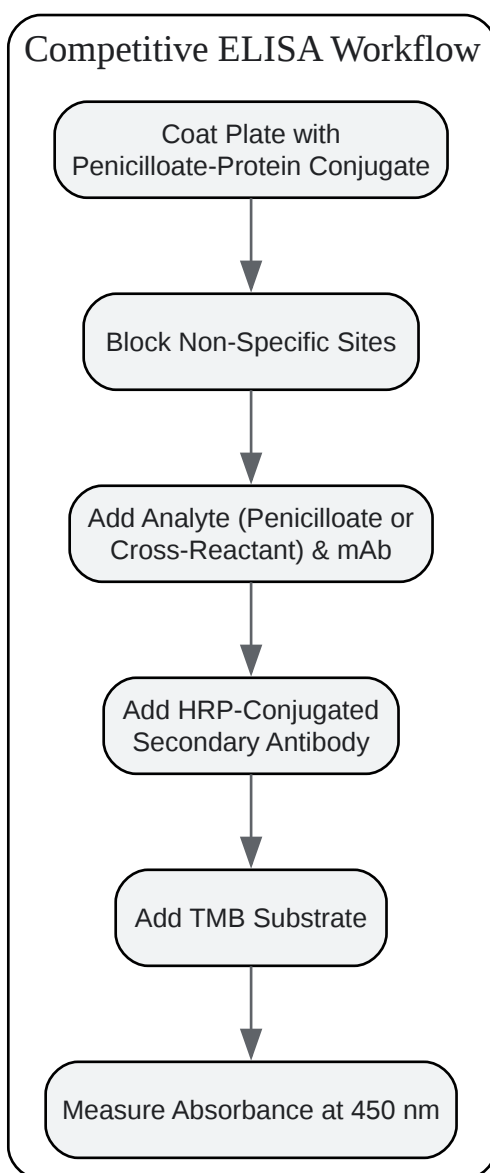 Competitive ELISA Workflow
Coat Plate with
Penicilloate-Protein Conjugate
Block Non-Specific Sites
Add Analyte (Penicilloate or
Cross-Reactant) & mAb
Add HRP-Conjugated
Secondary Antibody
Add TMB Substrate
Measure Absorbance at 450 nm